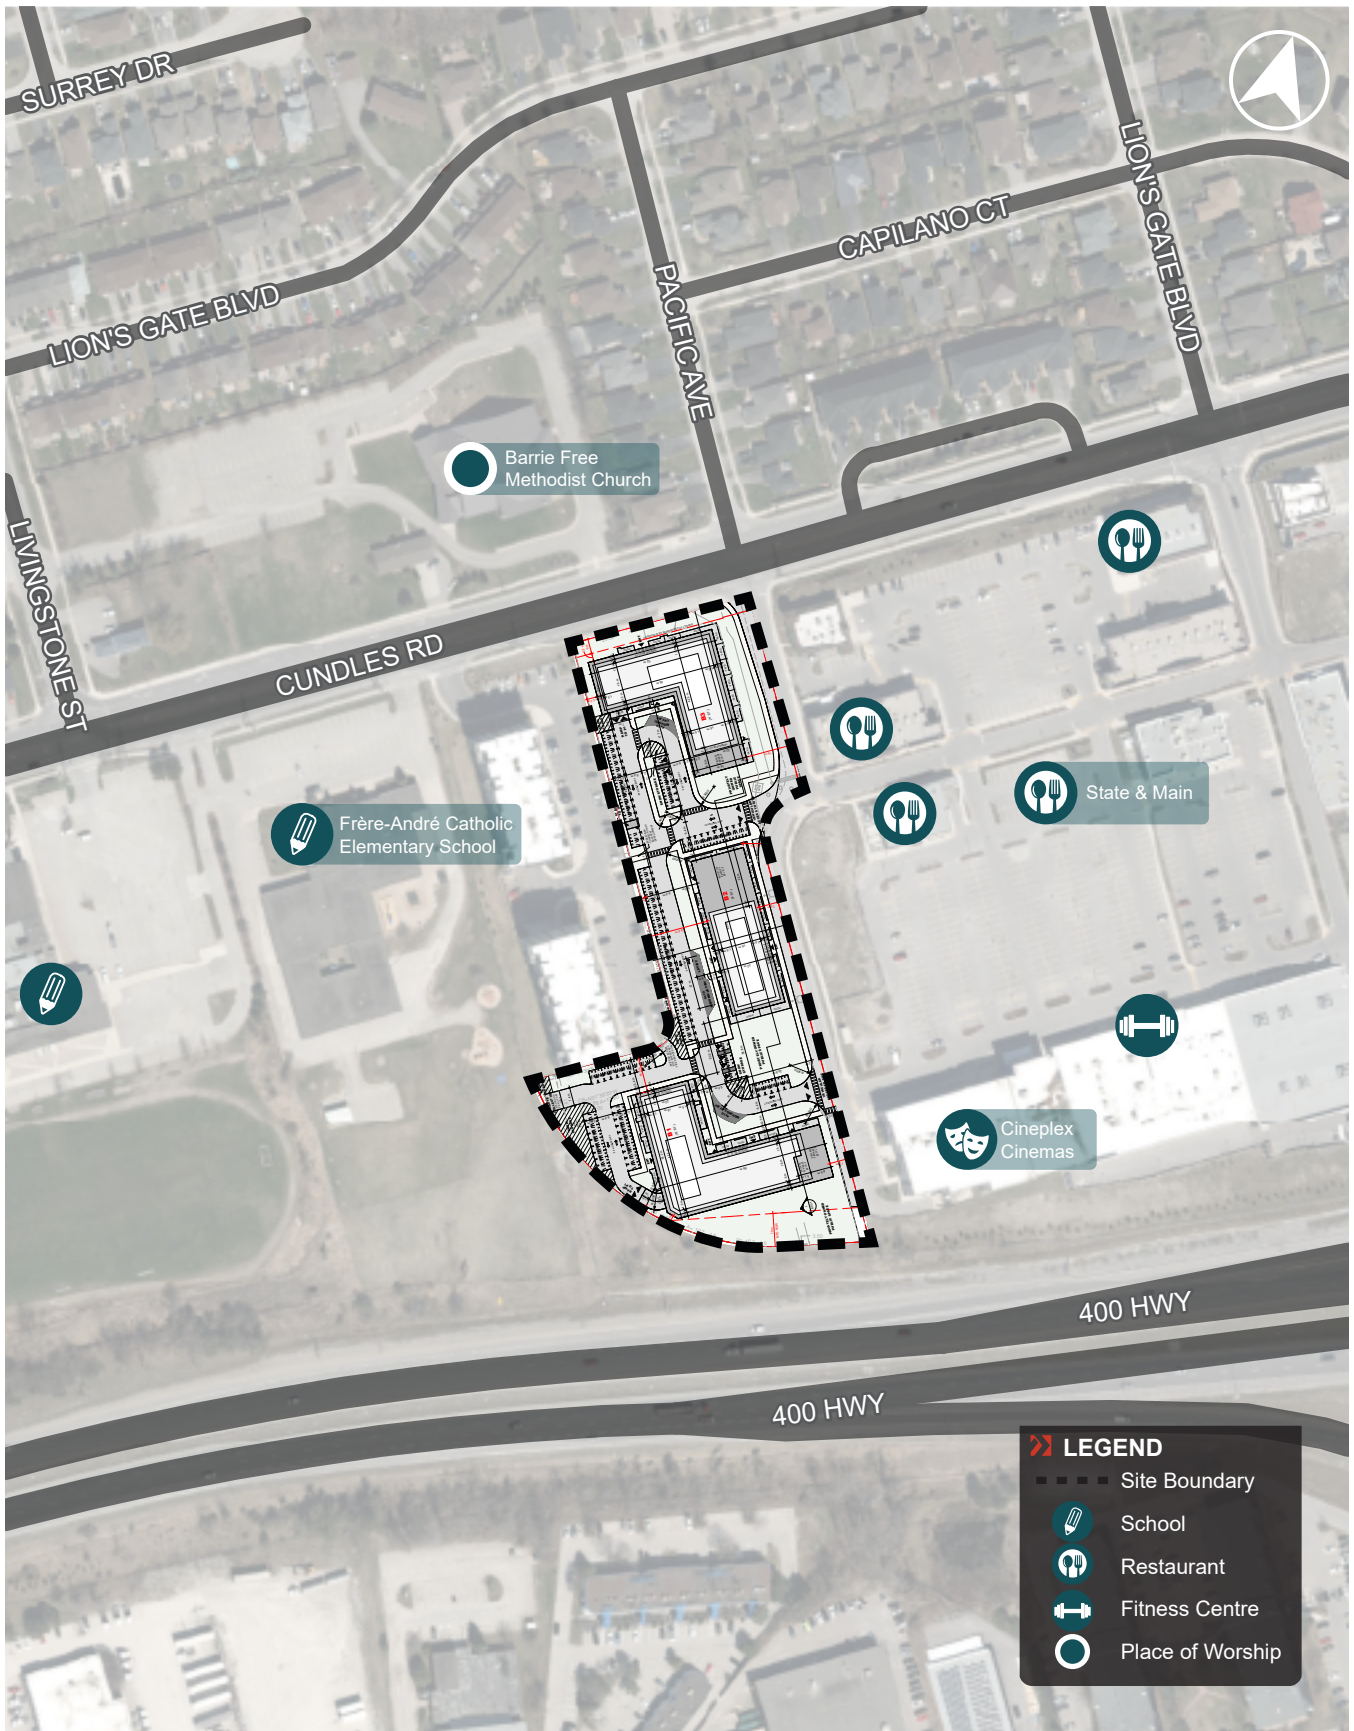 SURREY DR
LION'S GATE BLVD
CAPILANO CT
LION'S GATE BLVD
PACIFIC AVE
Barrie Free
Methodist Church
LIVINGSTONE ST
CUNDLES RD
State & Main
Frère-André Catholic
Elementary School
Cineplex
Cinemas
400 HWY
400 HWY
LEGEND
Site Boundary
School
Restaurant
Fitness Centre
Place of Worship